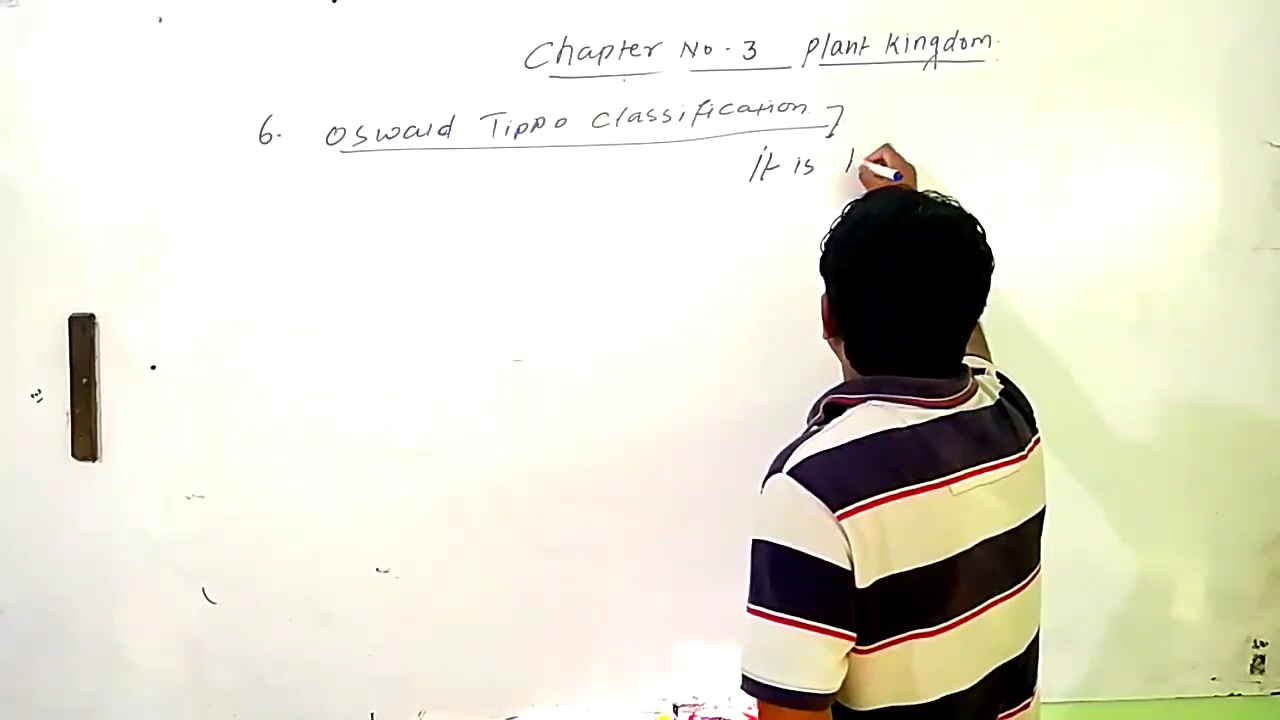 Chapter No. 3 Plant Kingdom.
6. Oswald Tippo Classification
it is